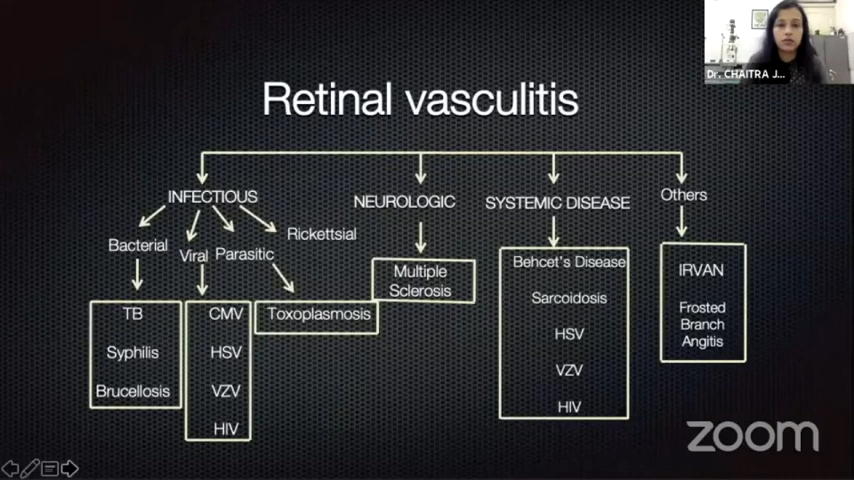 Dr. CHAITRA J...
Retinal vasculitis
INFECTIOUS
NEUROLOGIC
SYSTEMIC DISEASE
Others
Bacterial
Viral
Parasitic
Rickettsial
TB
Syphilis
Brucellosis
CMV
HSV
VZV
HIV
Toxoplasmosis
Multiple
Sclerosis
Behcet's Disease
Sarcoidosis
HSV
VZV
HIV
IRVAN
Frosted
Branch
Angitis
zoom